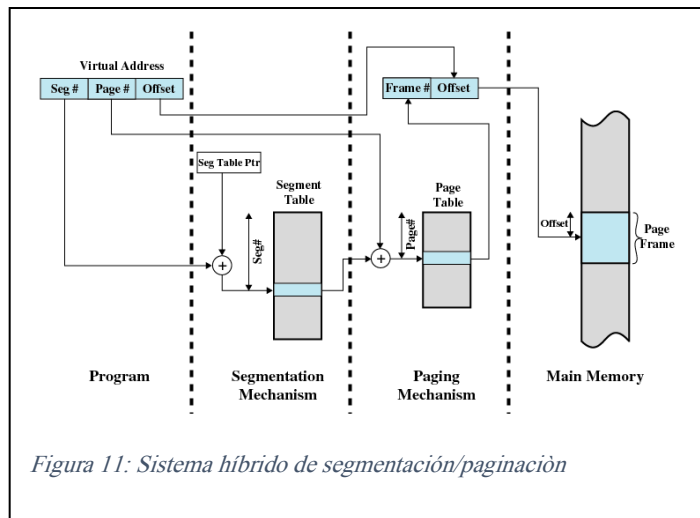 Virtual Address
Seg # Page # Offset
Frame # Offset
Seg Table Ptr
Segment
Table
Page
Table
Seg#
Page#
Offset
Page
Frame
+
+
Program
Segmentation
Mechanism
Paging
Mechanism
Main Memory
Figura 11: Sistema híbrido de segmentación/paginaciòn